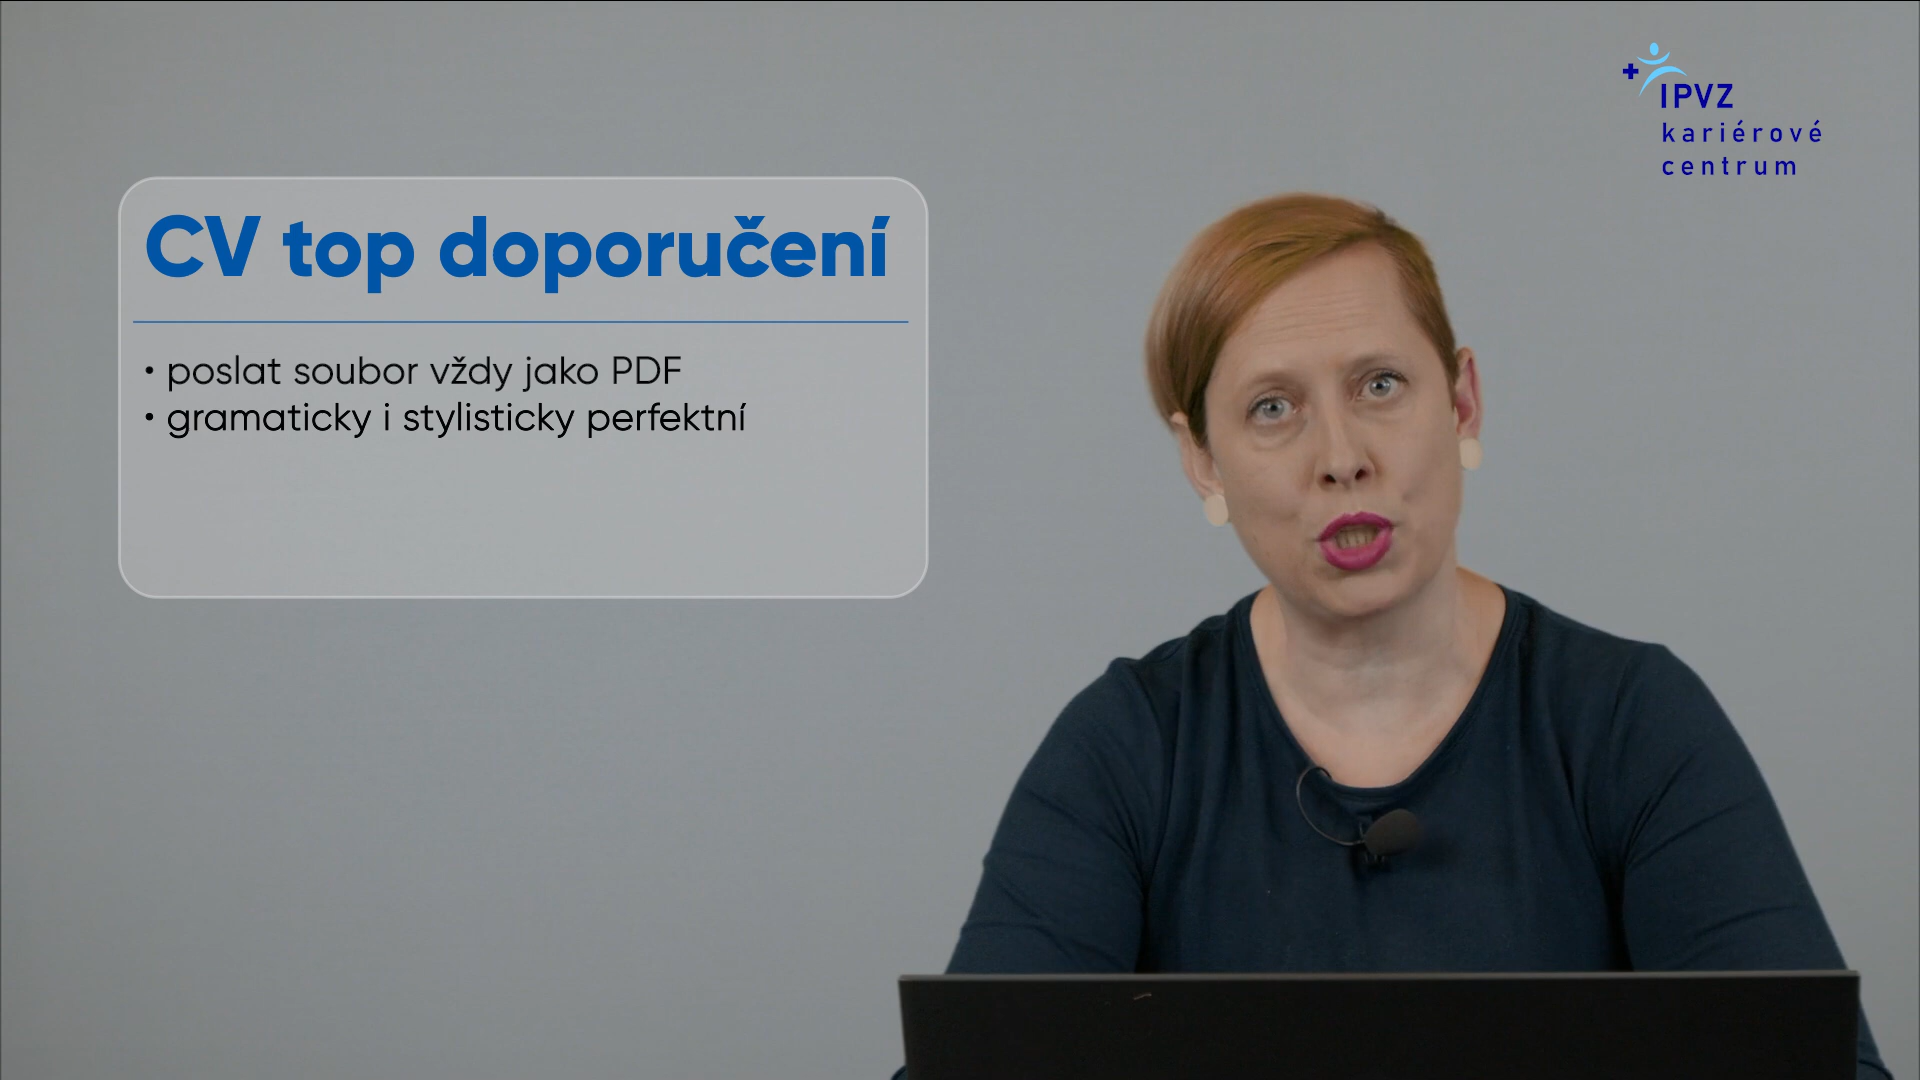 CV top doporučení
• poslat soubor vždy jako PDF
• gramaticky i stylisticky perfektní
IPVZ
kariérové
centrum